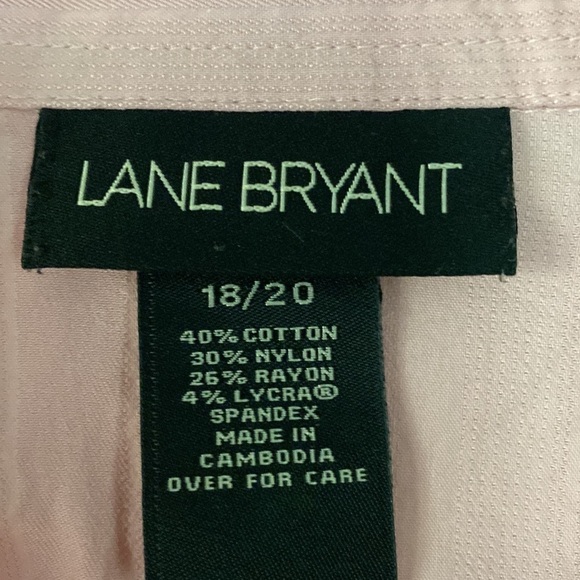 LANE BRYANT
18/20
40% COTTON
30% NYLON
26% RAYON
4% LYCRA®
SPANDEX
MADE IN
CAMBODIA
OVER FOR CARE